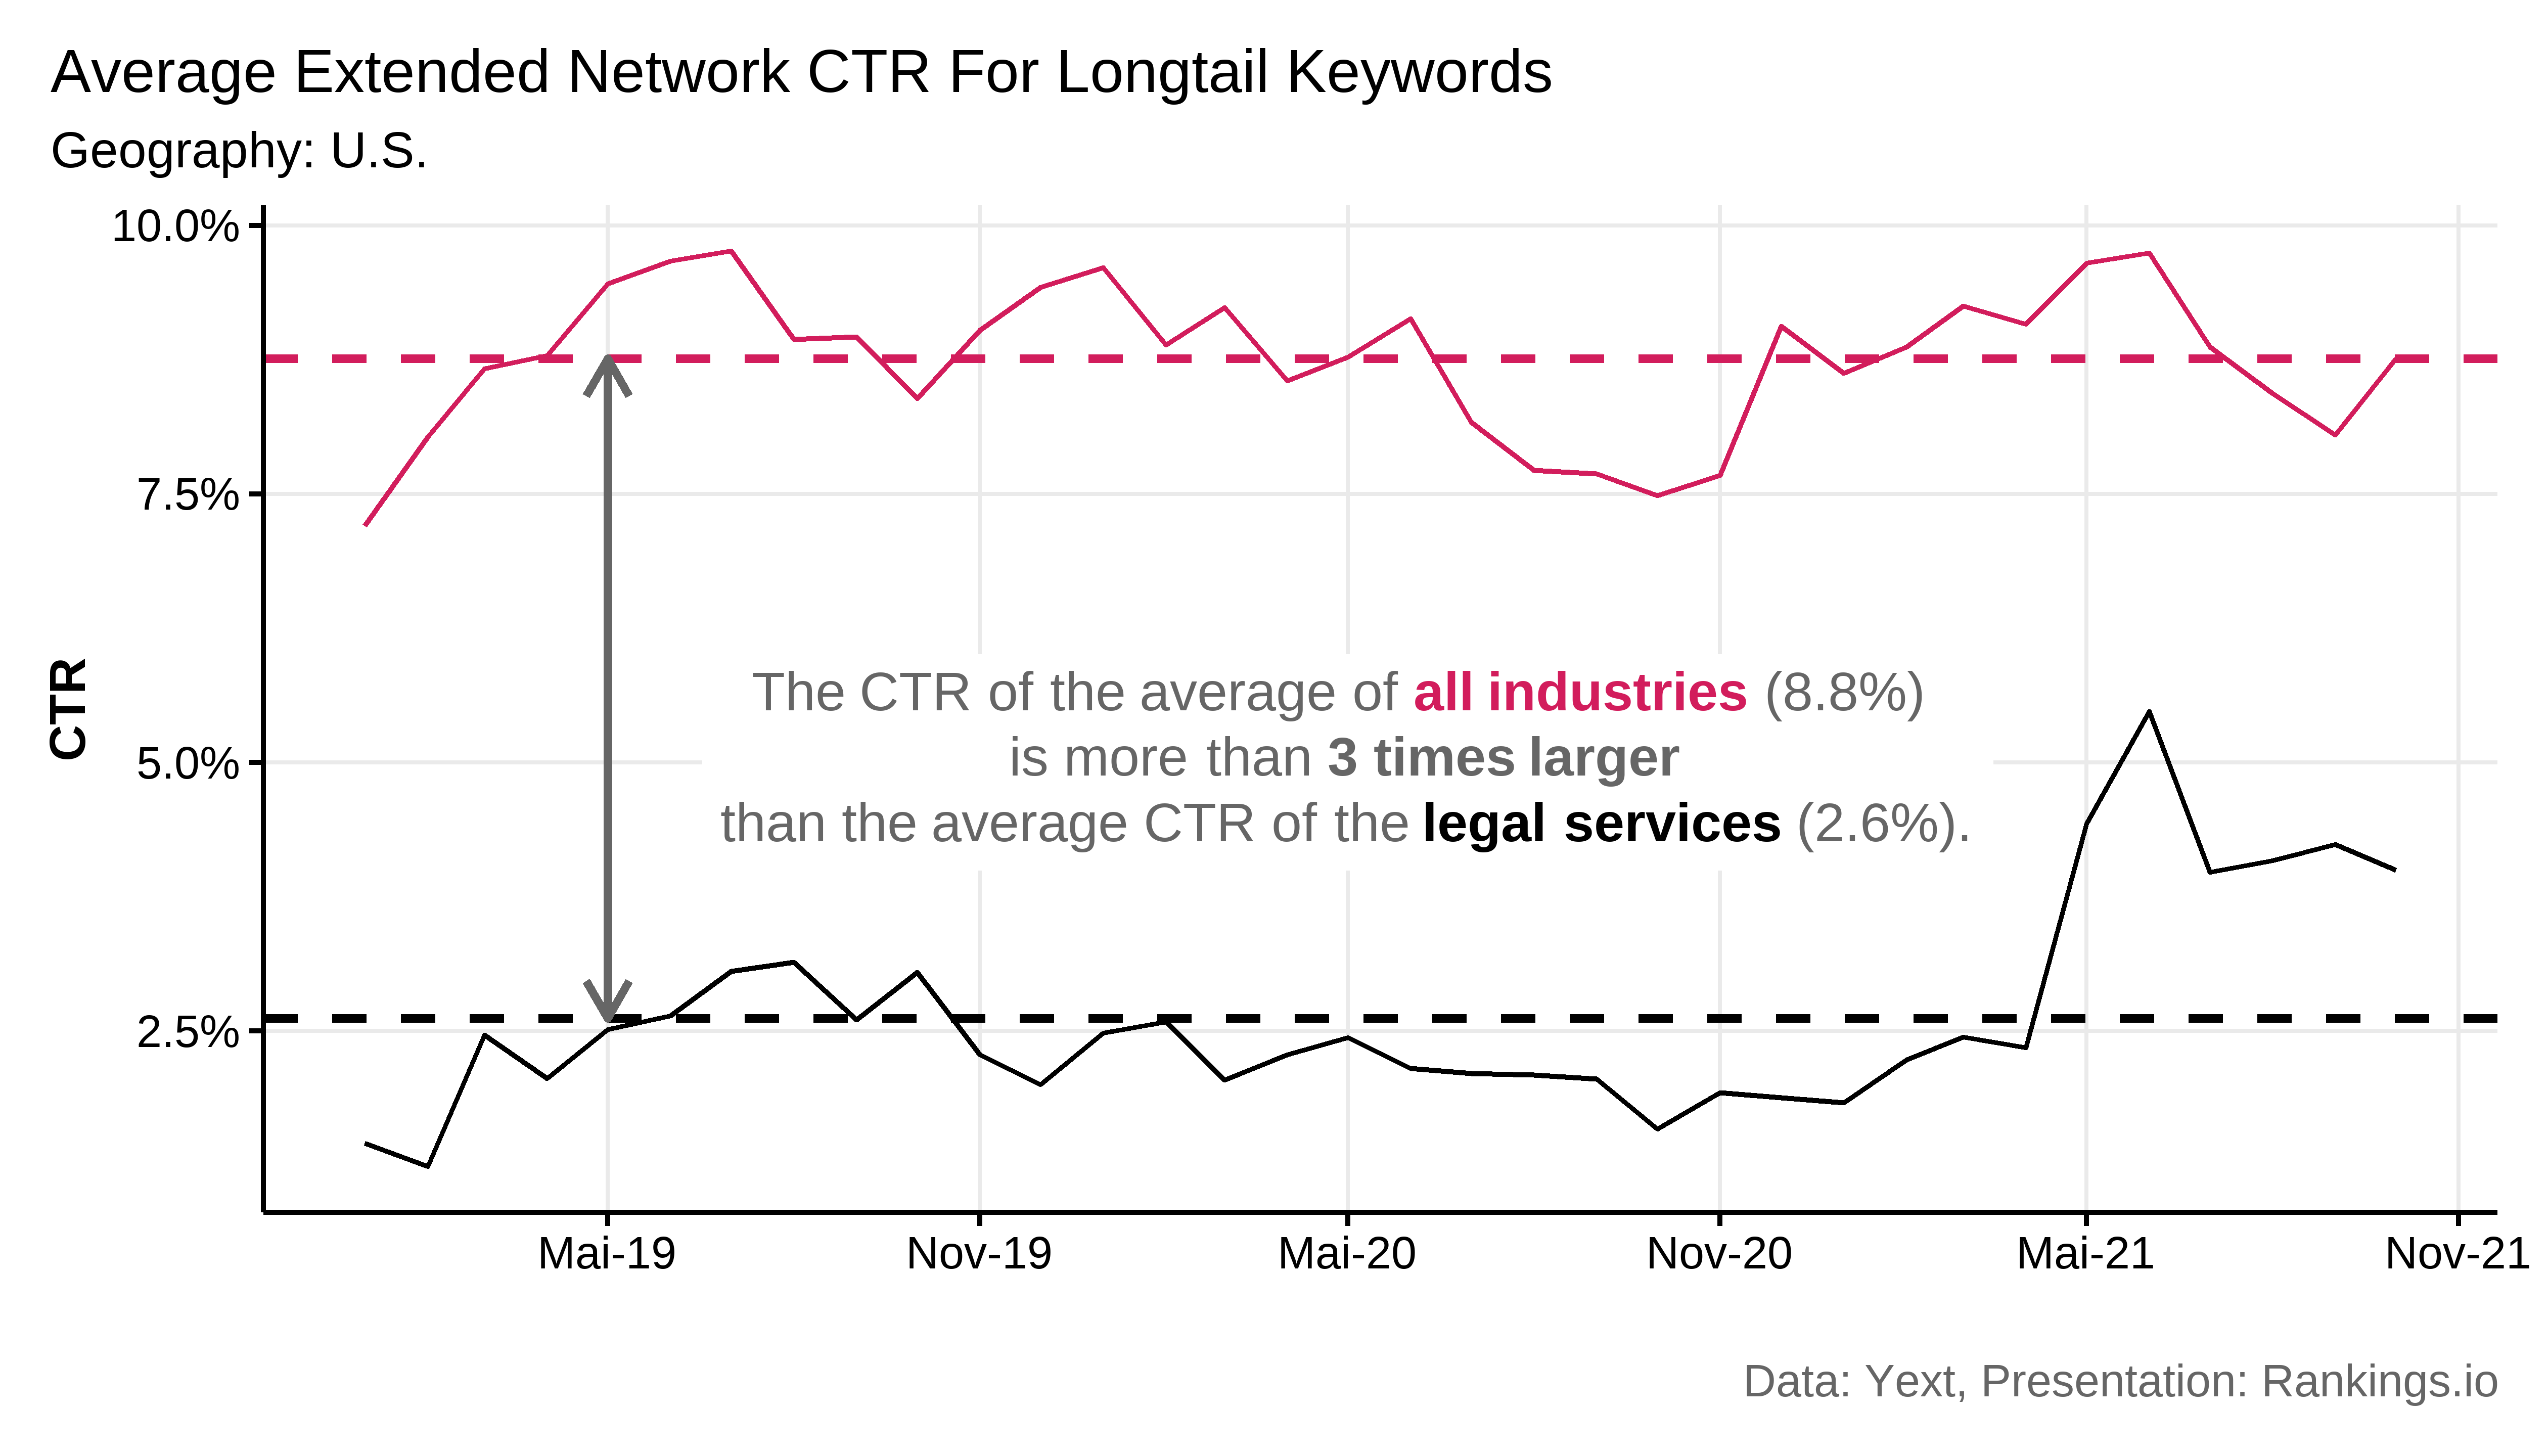 Average Extended Network CTR For Longtail Keywords
Geography: U.S.
10.0%
7.5%
5.0%
2.5%
CTR
The CTR of the average of all industries (8.8%)
is more than 3 times larger
than the average CTR of the legal services (2.6%).
Mai-19 Nov-19 Mai-20 Nov-20 Mai-21 Nov-21
Data: Yext, Presentation: Rankings.io